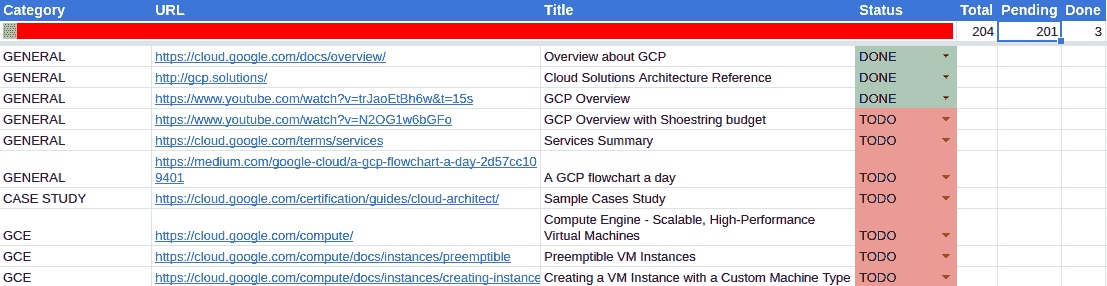 Category URL Title Status Total Pending Done
204 201 3
GENERAL https://cloud.google.com/docs/overview/ Overview about GCP DONE
GENERAL http://gcp.solutions/ Cloud Solutions Architecture Reference DONE
GENERAL https://www.youtube.com/watch?v=trJaoEtBh6w&t=15s GCP Overview DONE
GENERAL https://www.youtube.com/watch?v=N2OG1w6bGFo GCP Overview with Shoestring budget TODO
GENERAL https://cloud.google.com/terms/services Services Summary TODO
https://medium.com/google-cloud/a-gcp-flowchart-a-day-2d57cc10
GENERAL 9401 A GCP flowchart a day TODO
CASE STUDY https://cloud.google.com/certification/guides/cloud-architect/ Sample Cases Study TODO
Compute Engine - Scalable, High-Performance
GCE https://cloud.google.com/compute/ Virtual Machines TODO
GCE https://cloud.google.com/compute/docs/instances/preemptible Preemptible VM Instances TODO
GCE https://cloud.google.com/compute/docs/instances/creating-instance Creating a VM Instance with a Custom Machine Type TODO